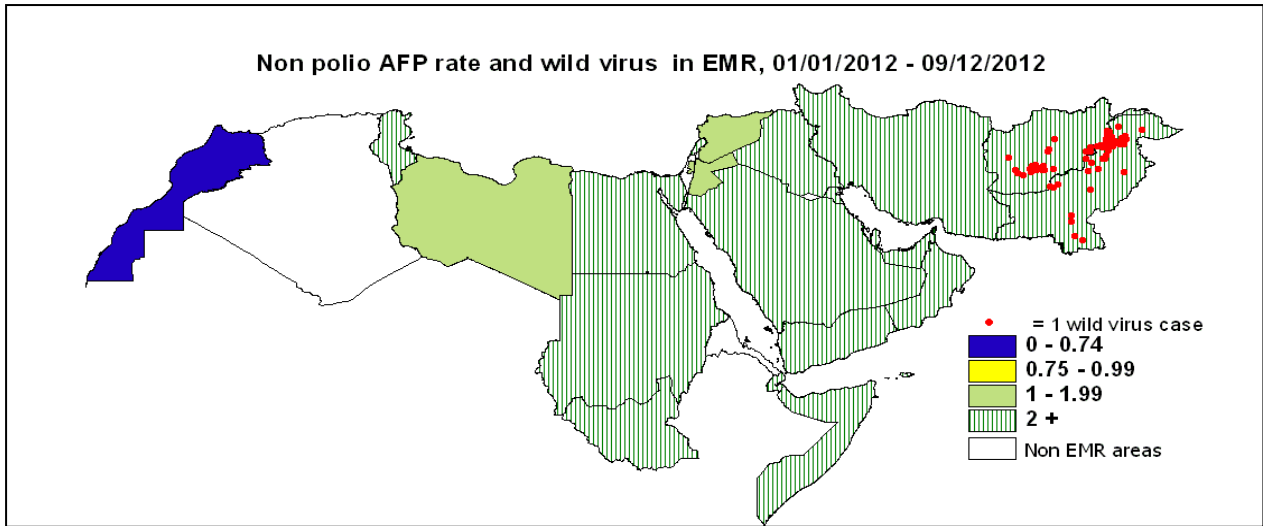 Non polio AFP rate and wild virus in EMR, 01/01/2012 - 09/12/2012
= 1 wild virus case
0 - 0.74
0.75 - 0.99
1 - 1.99
2 +
Non EMR areas